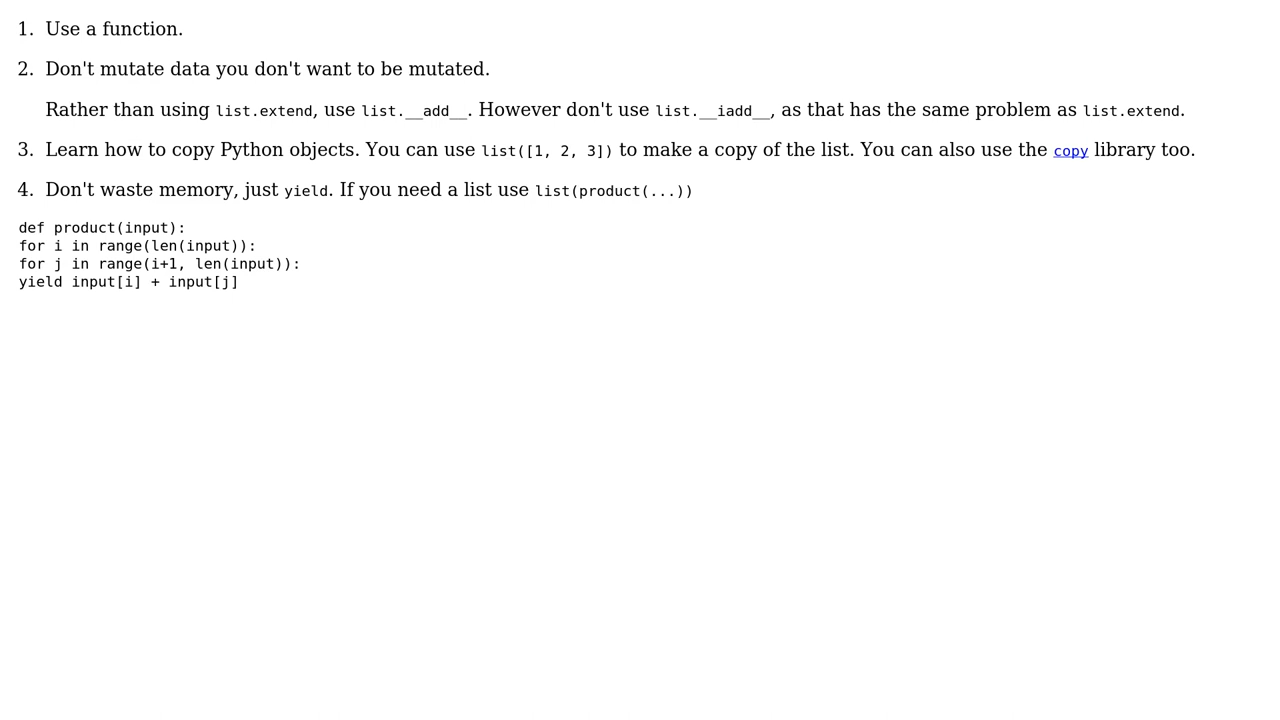 1. Use a function.
2. Don't mutate data you don't want to be mutated.
Rather than using list.extend, use list.__add__. However don't use list.__iadd__, as that has the same problem as list.extend.
3. Learn how to copy Python objects. You can use list([1, 2, 3]) to make a copy of the list. You can also use the copy library too.
4. Don't waste memory, just yield. If you need a list use list(product(...))
def product(input):
for i in range(len(input)):
for j in range(i+1, len(input)):
yield input[i] + input[j]